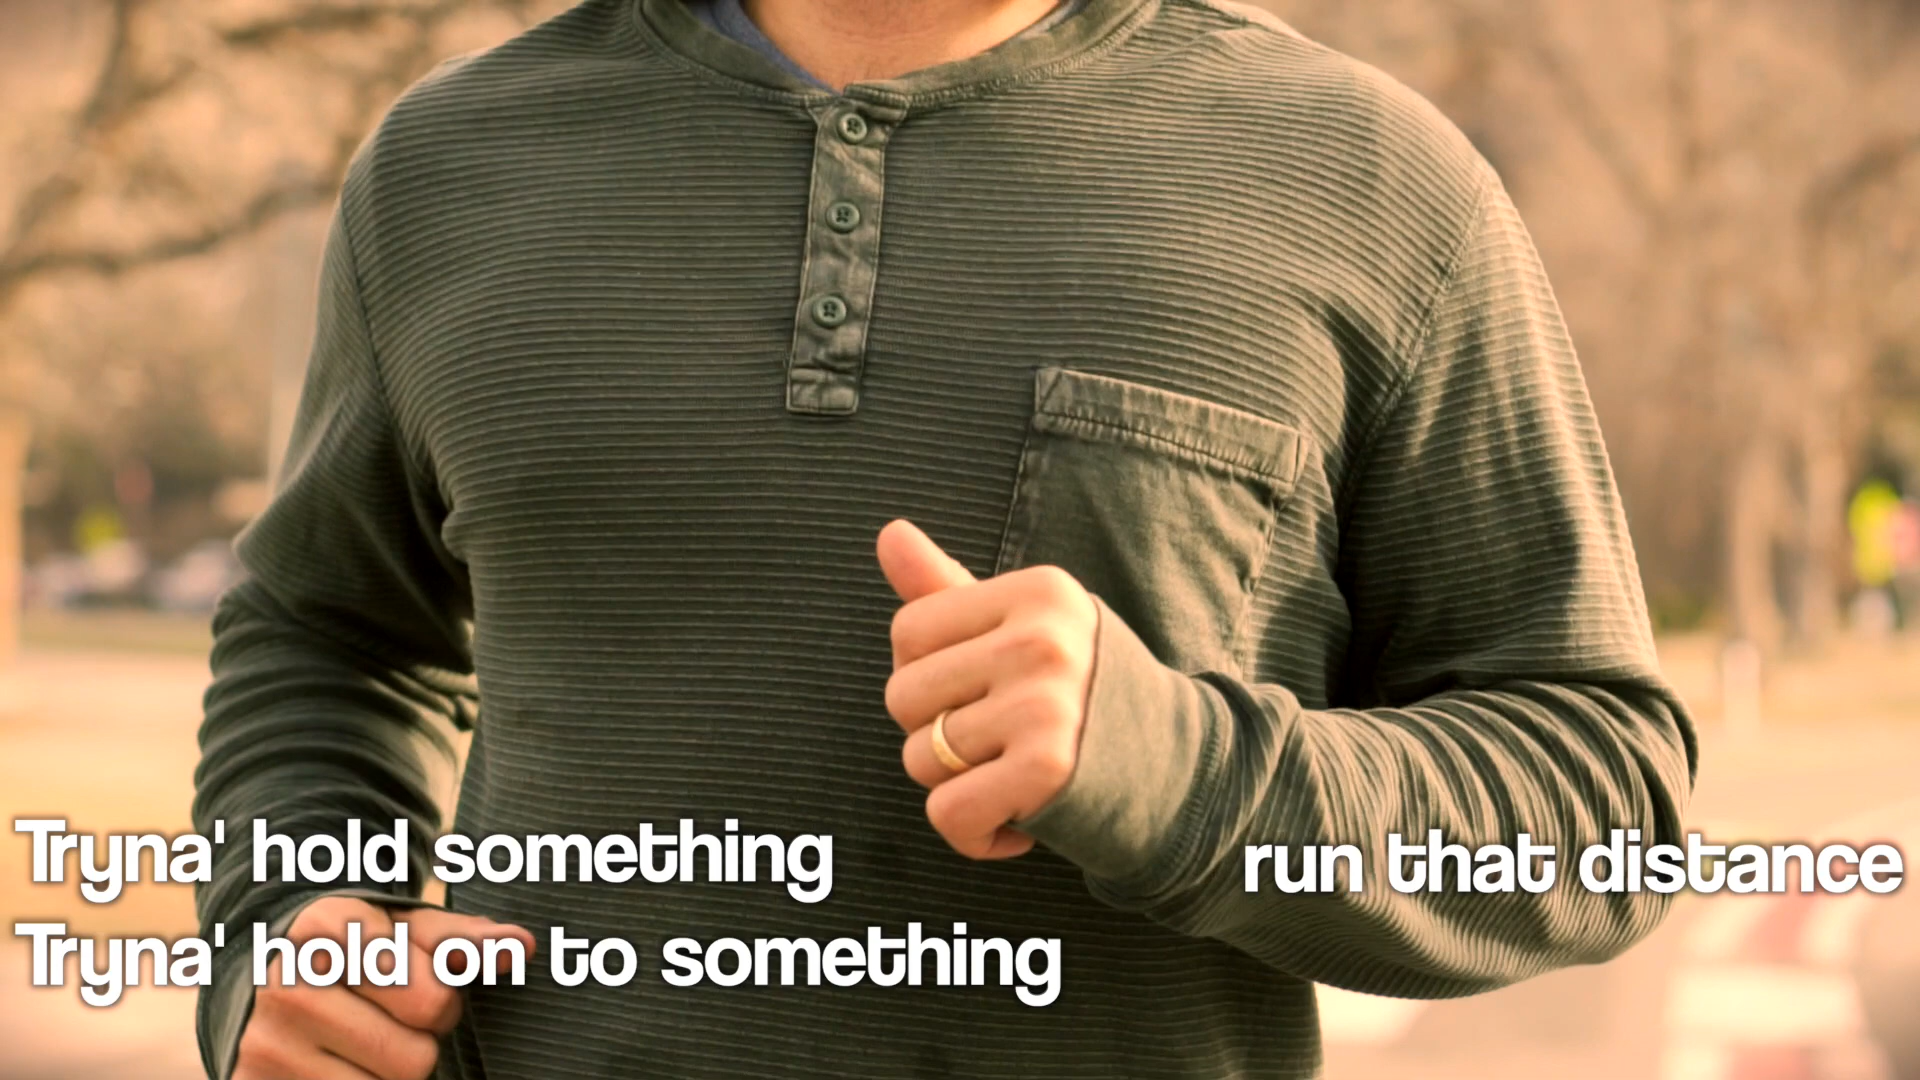 Tryna' hold something
run that distance
Tryna' hold on to something